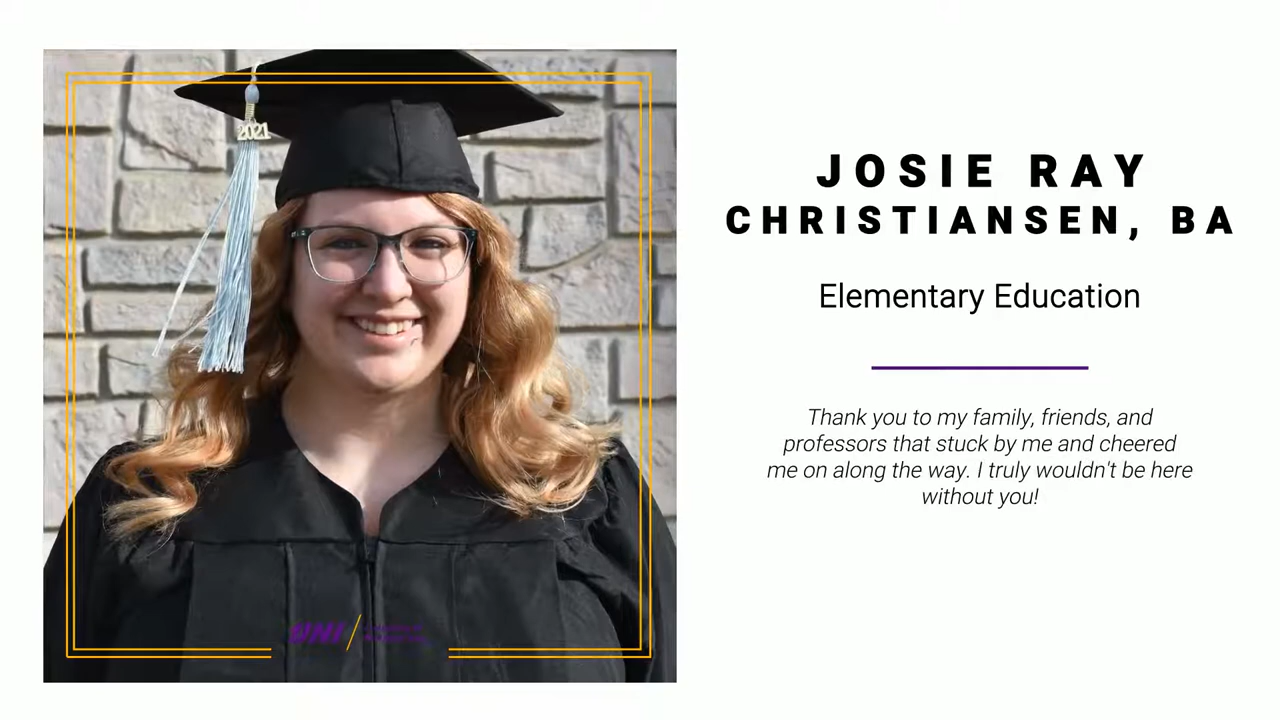 2021
JOSIE RAY
CHRISTIANSEN, BA
Elementary Education
Thank you to my family, friends, and
professors that stuck by me and cheered
me on along the way. I truly wouldn't be here
without you!
UNI